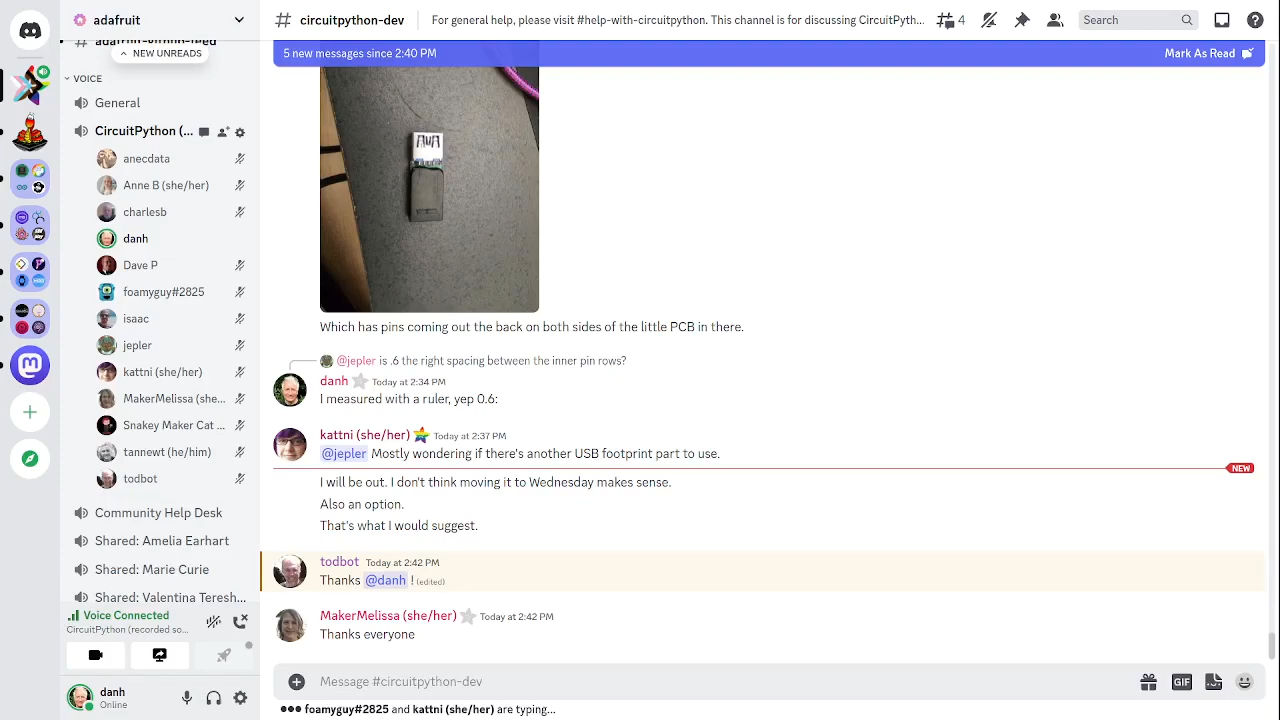 adafruit
# circuitpython-dev
For general help, please visit #help-with-circuitpython. This channel is for discussing CircuitPyth...
4
Search
NEW UNREADS
5 new messages since 2:40 PM
Mark As Read
VOICE
General
CircuitPython (...
anecdata
Anne B (she/her)
charlesb
danh
Dave P
foamyguy#2825
isaac
jepler
kattni (she/her)
MakerMelissa (she...
Snakey Maker Cat ...
tannewt (he/him)
todbot
Community Help Desk
Shared: Amelia Earhart
Shared: Marie Curie
Shared: Valentina Teresh...
Voice Connected
CircuitPython (recorded so...
danh
Online
Which has pins coming out the back on both sides of the little PCB in there.
@jepler is .6 the right spacing between the inner pin rows?
danh Today at 2:34 PM
I measured with a ruler, yep 0.6:
kattni (she/her) Today at 2:37 PM
@jepler Mostly wondering if there's another USB footprint part to use.
NEW
I will be out. I don't think moving it to Wednesday makes sense.
Also an option.
That's what I would suggest.
todbot Today at 2:42 PM
Thanks @danh ! (edited)
MakerMelissa (she/her) Today at 2:42 PM
Thanks everyone
Message #circuitpython-dev
GIF
foamyguy#2825 and kattni (she/her) are typing...